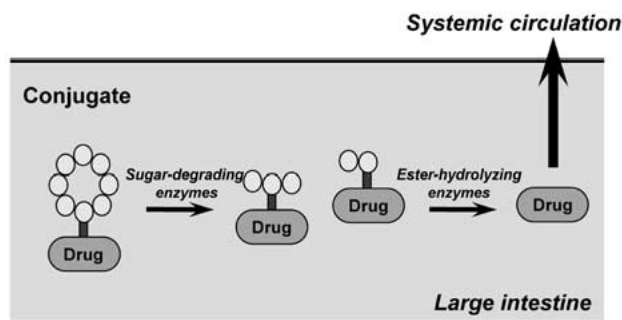 Systemic circulation
Conjugate
Sugar-degrading
enzymes
Ester-hydrolyzing
enzymes
Drug
Drug
Drug
Drug
Large intestine